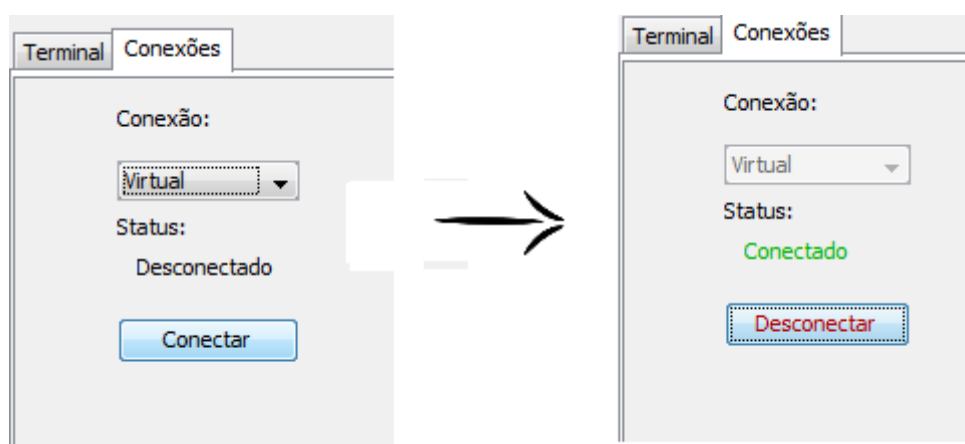 Terminal Conexões
Conexão:
Virtual
Status:
Desconectado
Conectar
Terminal Conexões
Conexão:
Virtual
Status:
Conectado
Desconectar